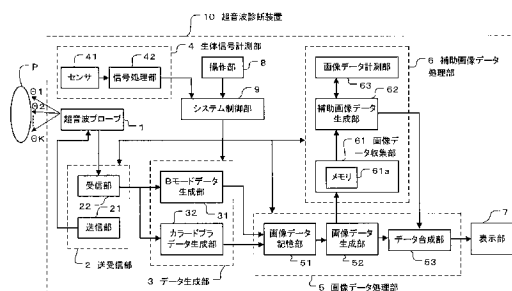 10 超音波診断装置
4 生体信号計測部
41
42
センサ
信号処理部
操作部
8
9
システム制御部
P
θ1
θ2
θK
超音波プローブ
1
画像データ計測部
63
6 補助画像データ
処理部
62
補助画像データ
生成部
61 画像デー
タ収集部
メモリ
61a
受信部
22
21
送信部
2 送受信部
Bモードデータ
生成部
31
32
カラードプラ
データ生成部
3 データ生成部
画像データ
記憶部
51
画像データ
生成部
52
データ合成部
53
5 画像データ処理部
7
表示部